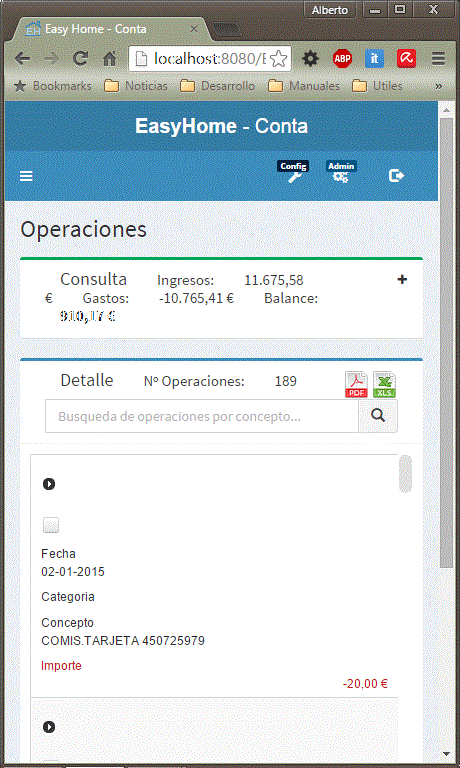 Alberto
Easy Home - Conta
localhost:8080/E
ABP
it
Bookmarks Noticias Desarrollo Manuales Utiles »
EasyHome - Conta
Config Admin
Operaciones
Consulta Ingresos: 11.675,58
€ Gastos: -10.765,41 € Balance:
910,17 €
Detalle Nº Operaciones: 189
PDF XLS
Busqueda de operaciones por concepto...
Fecha
02-01-2015
Categoria
Concepto
COMIS.TARJETA 450725979
Importe
-20,00 €